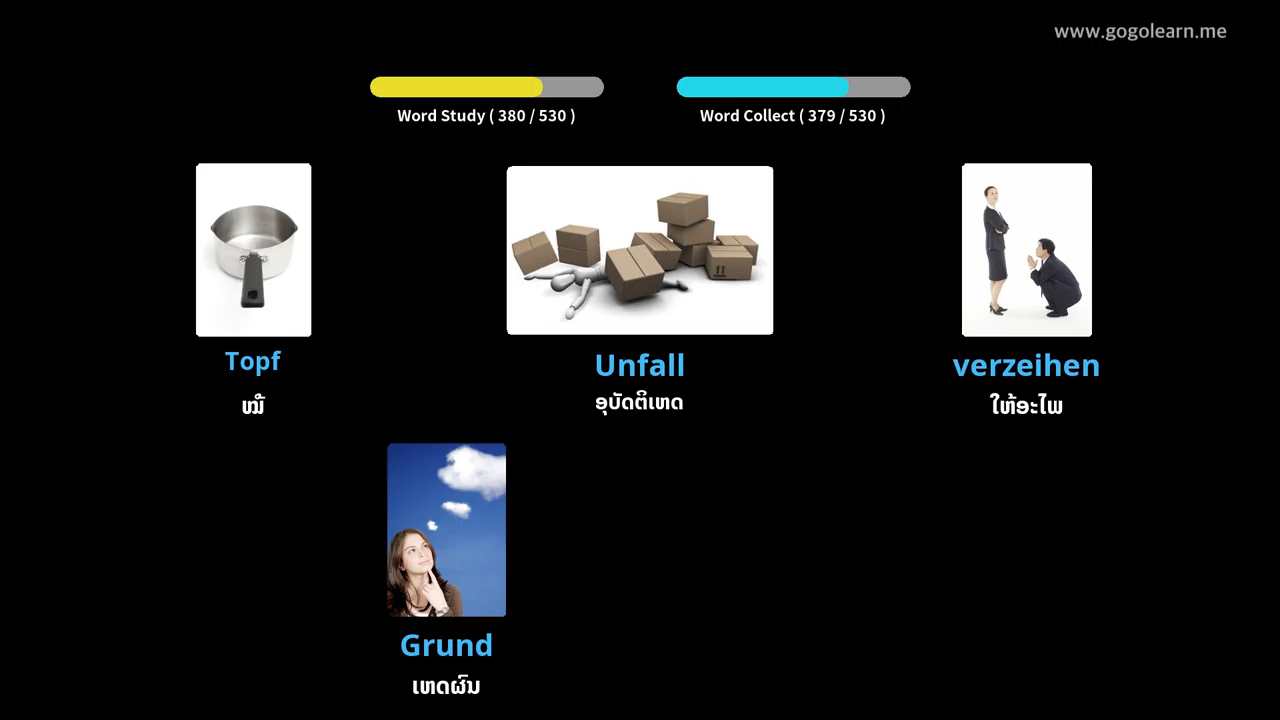 www.gogolearn.me
Word Study ( 380 / 530 )
Word Collect ( 379 / 530 )
Topf
ໝໍ້
Unfall
ອຸບັດຕິເຫດ
verzeihen
ໃຫ້ອະໄພ
Grund
ເຫດຜົນ